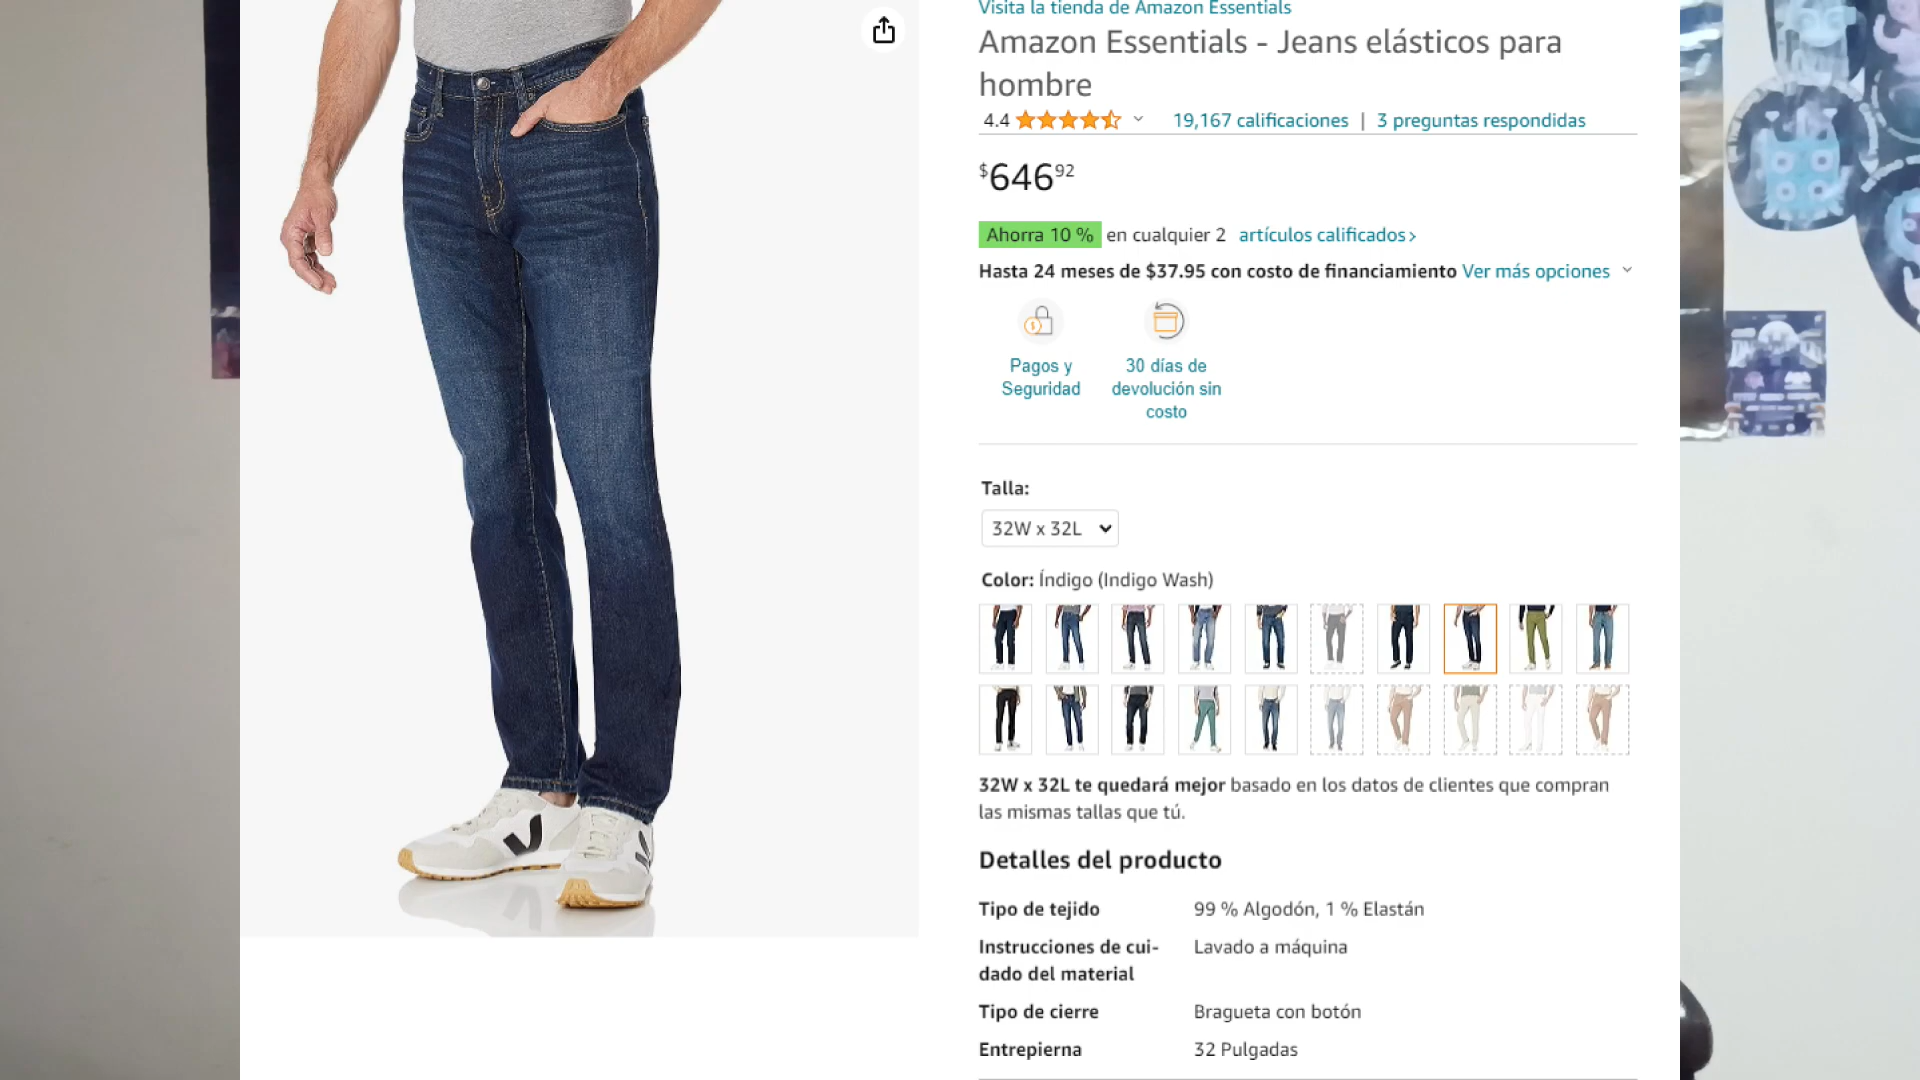 Visita la tienda de Amazon Essentials
Amazon Essentials - Jeans elásticos para
hombre
4.4 19,167 calificaciones | 3 preguntas respondidas
$646 92
Ahorra 10 % en cualquier 2 artículos calificados ›
Hasta 24 meses de $37.95 con costo de financiamiento Ver más opciones
Pagos y
Seguridad
30 días de
devolución sin
costo
Talla:
32W x 32L
Color: Índigo (Indigo Wash)
32W x 32L te quedará mejor basado en los datos de clientes que compran
las mismas tallas que tú.
Detalles del producto
Tipo de tejido 99 % Algodón, 1 % Elastán
Instrucciones de cui-
dado del material
Lavado a máquina
Tipo de cierre Bragueta con botón
Entrepierna 32 Pulgadas